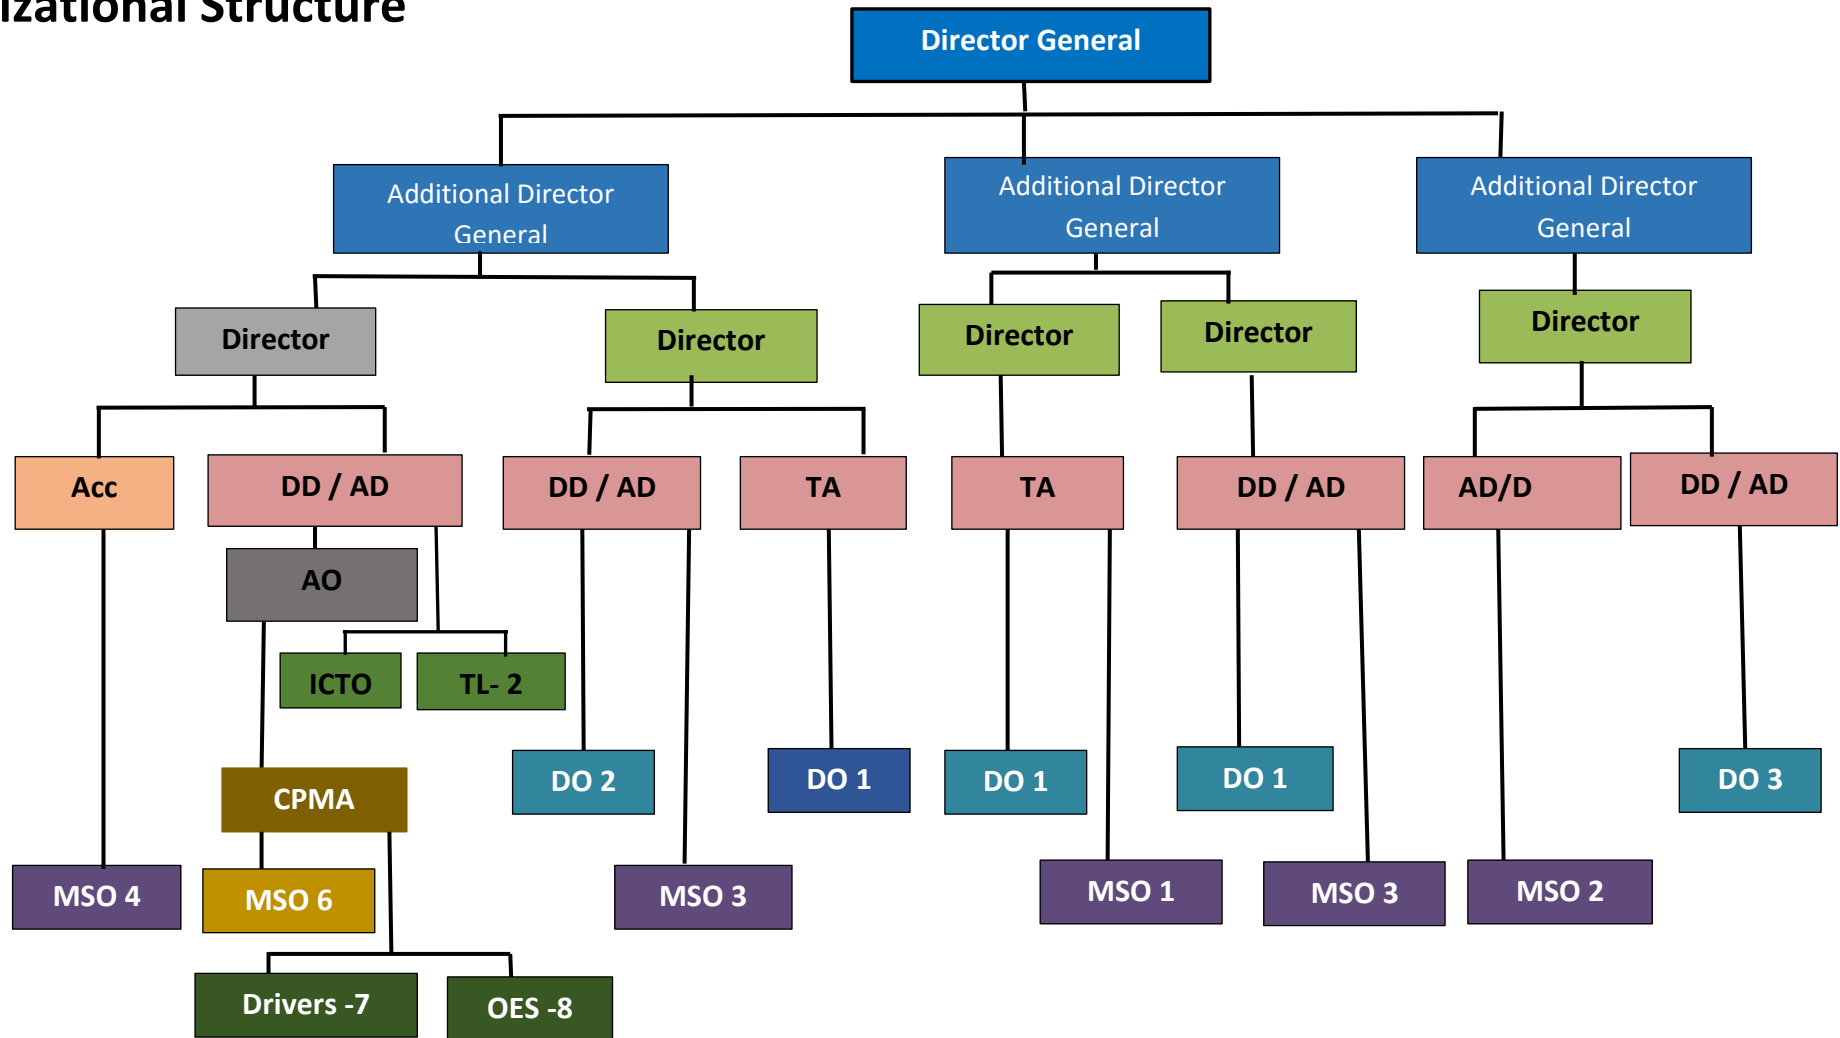 izational Structure
Director General
Additional Director
General
Additional Director
General
Additional Director
General
Director
Director
Director
Director
Director
Acc
DD / AD
DD / AD
TA
TA
DD / AD
AD/D
DD / AD
AO
ICTO
TL- 2
DO 2
DO 1
DO 1
DO 1
DO 3
CPMA
MSO 4
MSO 6
MSO 3
MSO 1
MSO 3
MSO 2
Drivers -7
OES -8